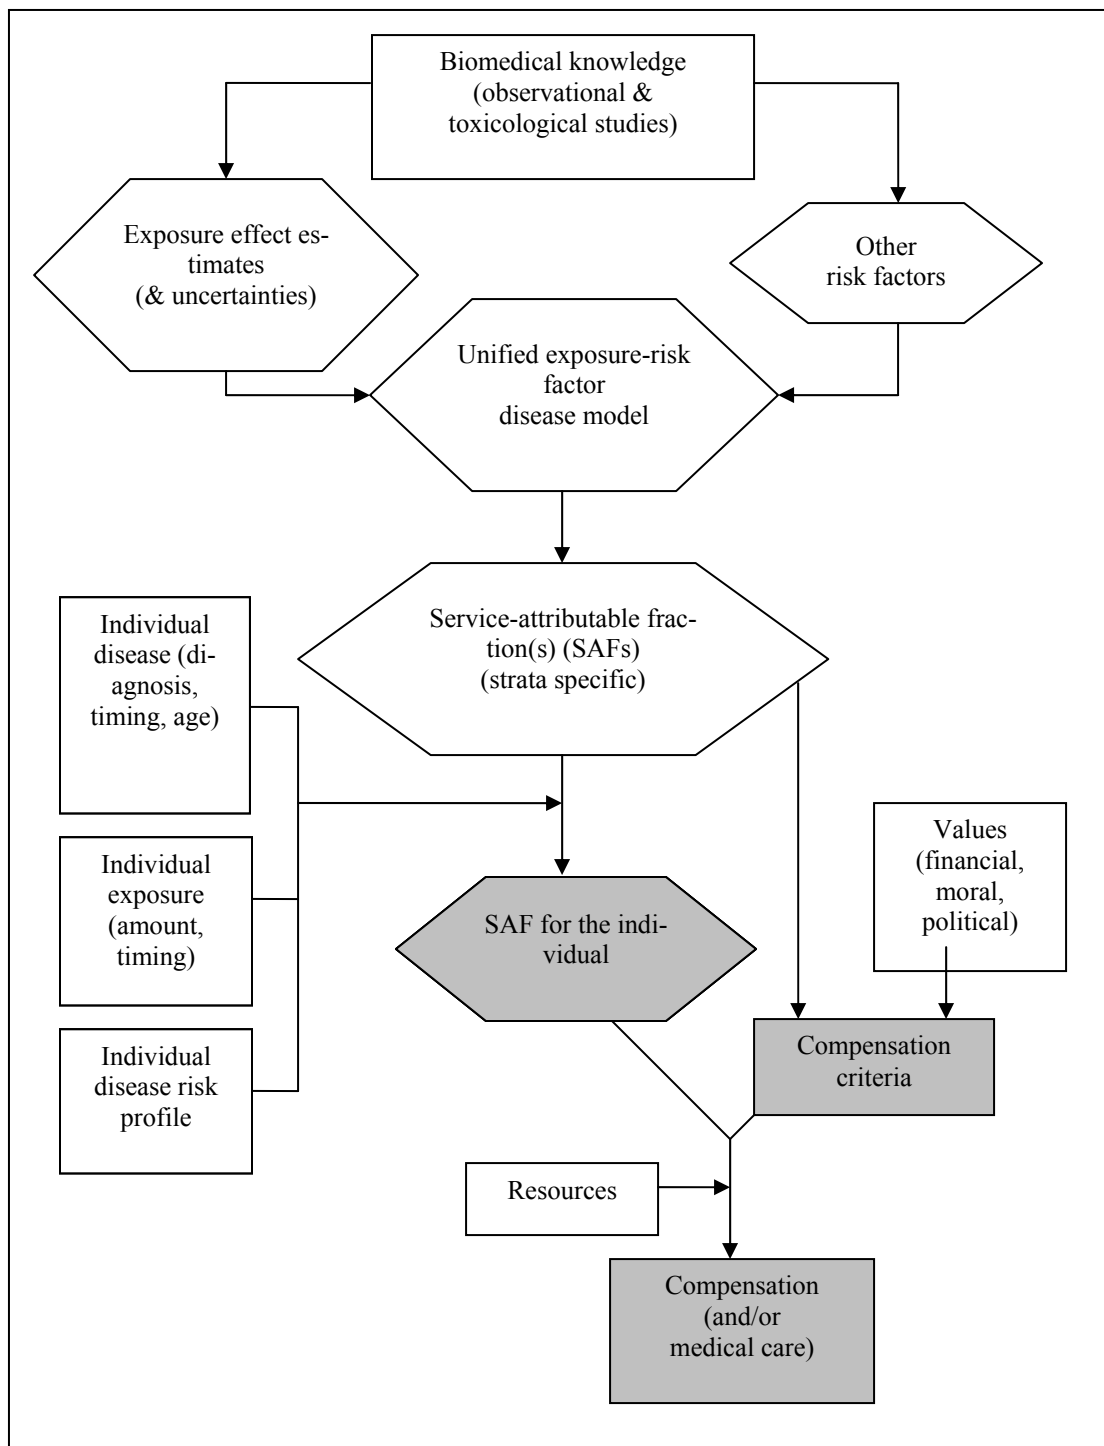 Biomedical knowledge
(observational &
toxicological studies)
Exposure effect es-
timates
(& uncertainties)
Other
risk factors
Unified exposure-risk
factor
disease model
Service-attributable frac-
tion(s) (SAFs)
(strata specific)
Individual
disease (di-
agnosis,
timing, age)
Individual
exposure
(amount,
timing)
Individual
disease risk
profile
SAF for the indi-
vidual
Values
(financial,
moral,
political)
Compensation
criteria
Resources
Compensation
(and/or
medical care)